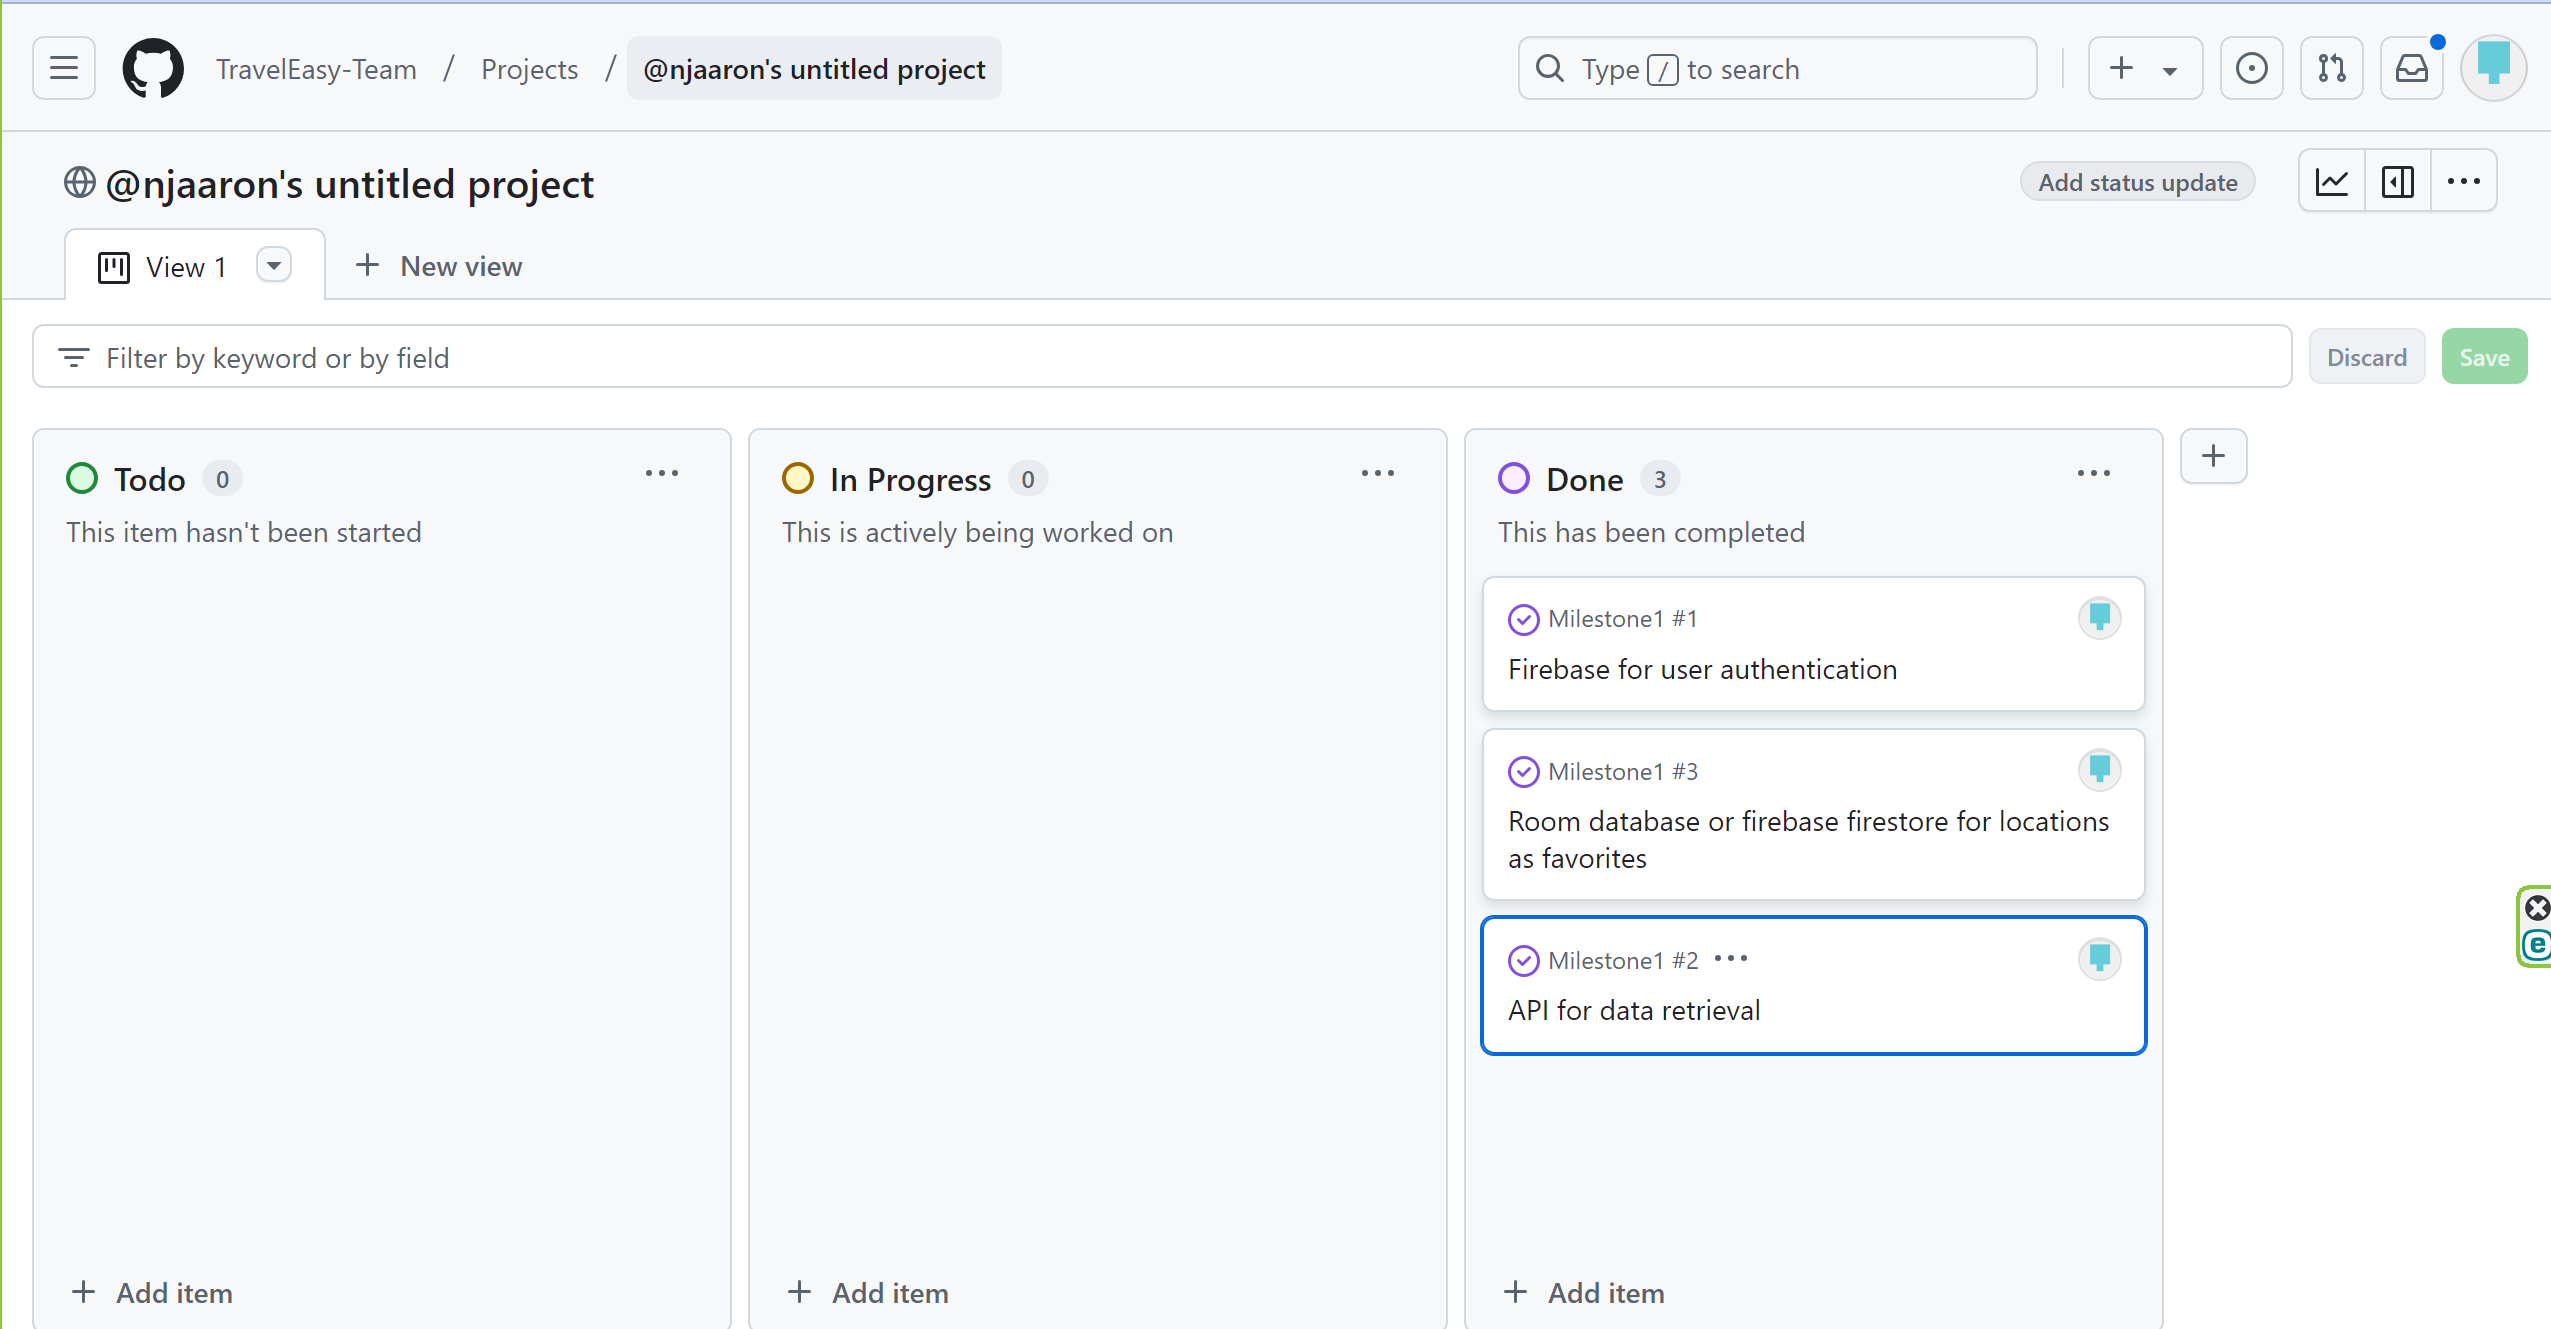 TravelEasy-Team / Projects / @njaaron's untitled project
Type / to search
@njaaron's untitled project
Add status update
View 1
New view
Filter by keyword or by field
Discard
Save
Todo 0
This item hasn't been started
Add item
In Progress 0
This is actively being worked on
Add item
Done 3
This has been completed
Milestone1 #1
Firebase for user authentication
Milestone1 #3
Room database or firebase firestore for locations
as favorites
Milestone1 #2
API for data retrieval
Add item
e